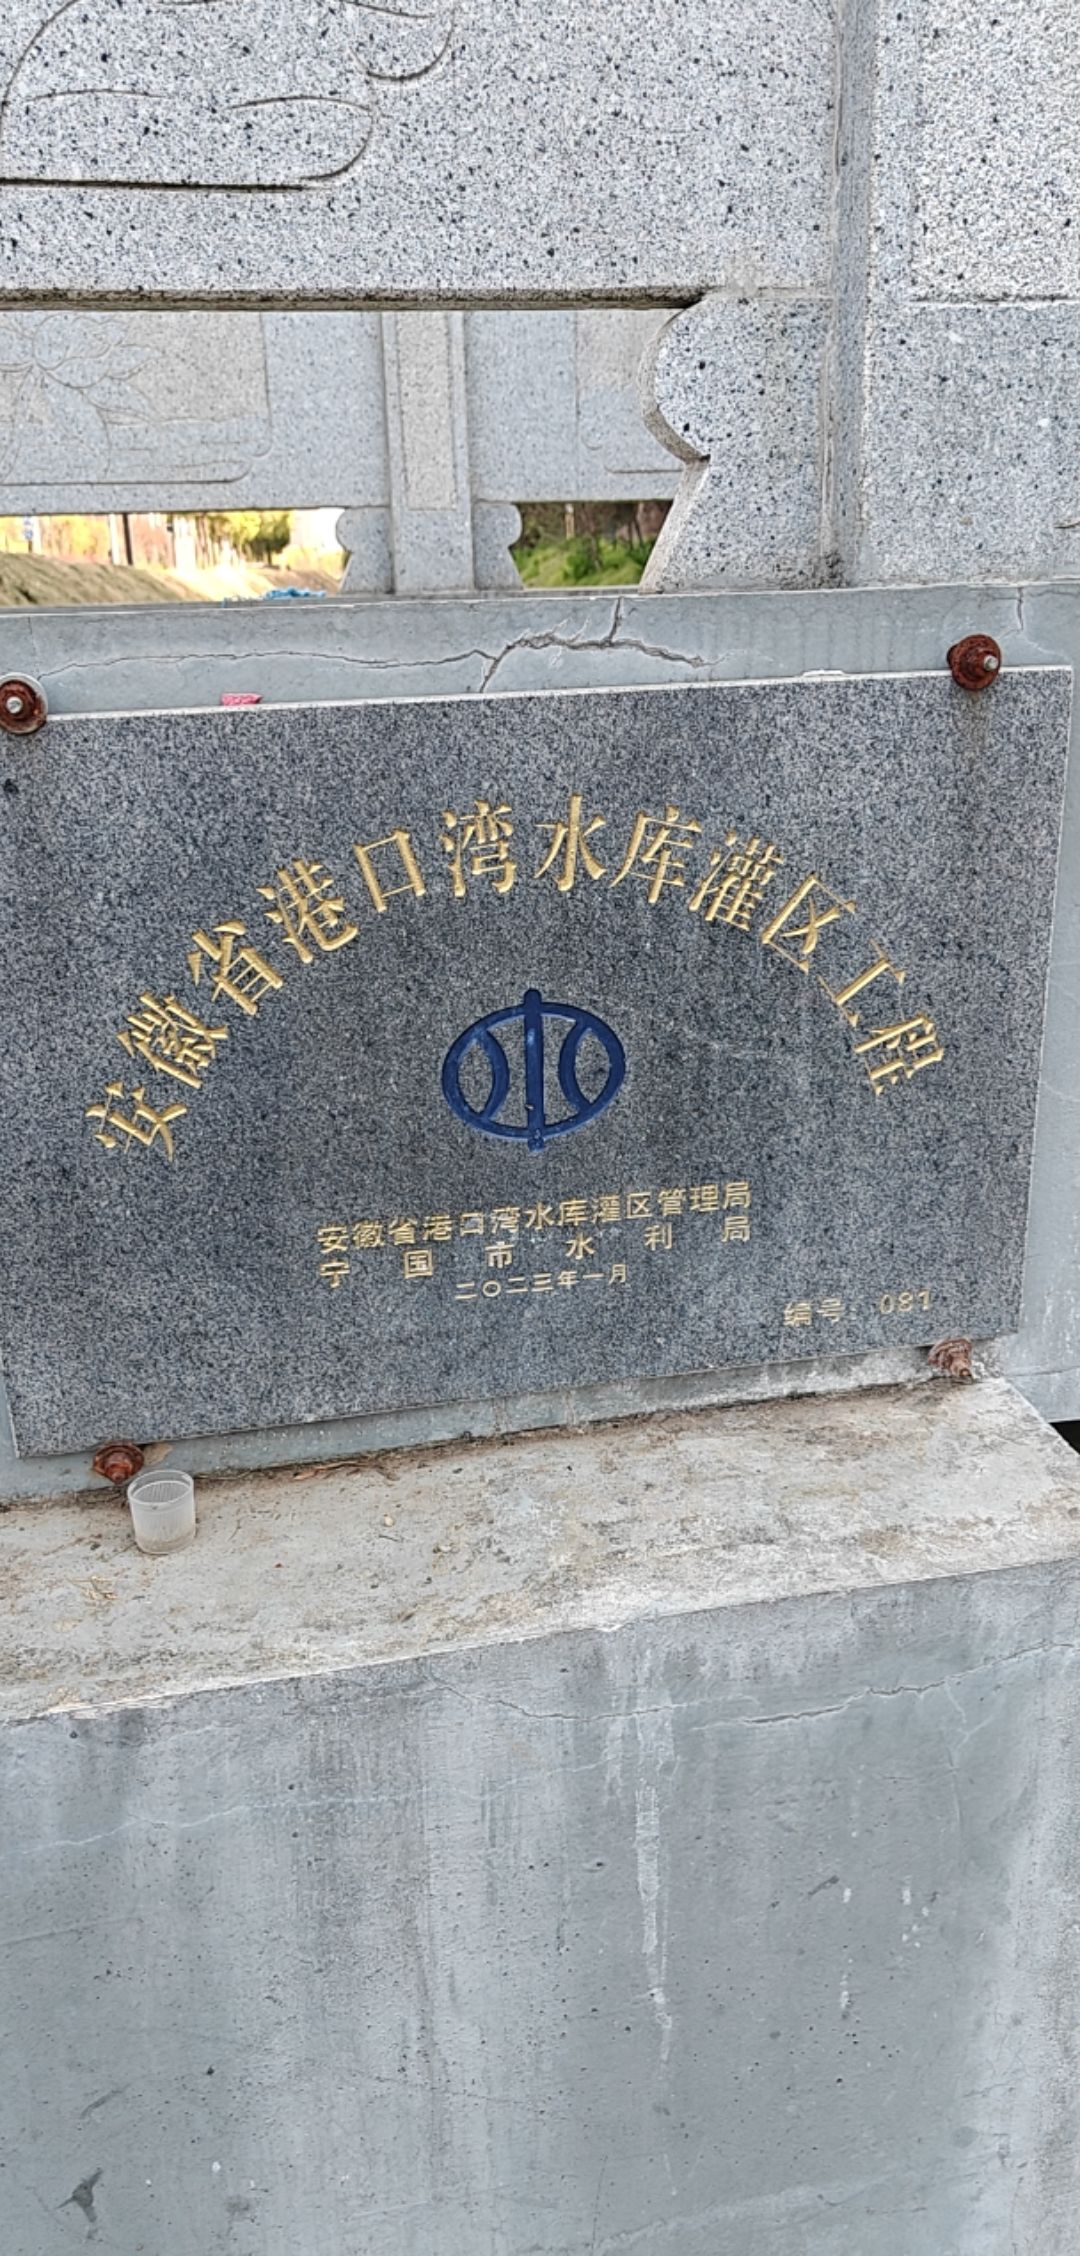 安徽省港口湾水库灌区工程
安徽省港口湾水库灌区管理局
宁国市水利局
二〇二三年一月
编号：087